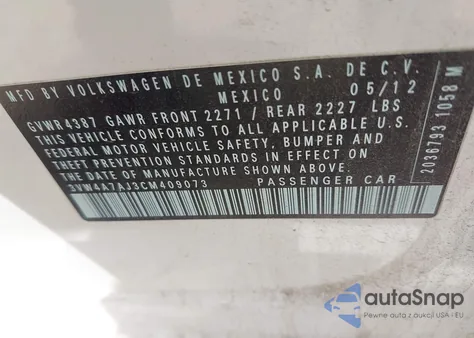 MFD BY VOLKSWAGEN DE MEXICO S.A. DE C.V.
MEXICO 05/12
GVWR 4387 GAWR FRONT 2271 / REAR 2227 LBS
THIS VEHICLE CONFORMS TO ALL APPLICABLE U.S.
FEDERAL MOTOR VEHICLE SAFETY, BUMPER AND
THEFT PREVENTION STANDARDS IN EFFECT ON
THE DATE OF MANUFACTURE SHOWN ABOVE.
3VW4A7AJ3CM409073 PASSENGER CAR
2036793 1058 M
autoSnap
Pewne auta z aukcji USA i EU